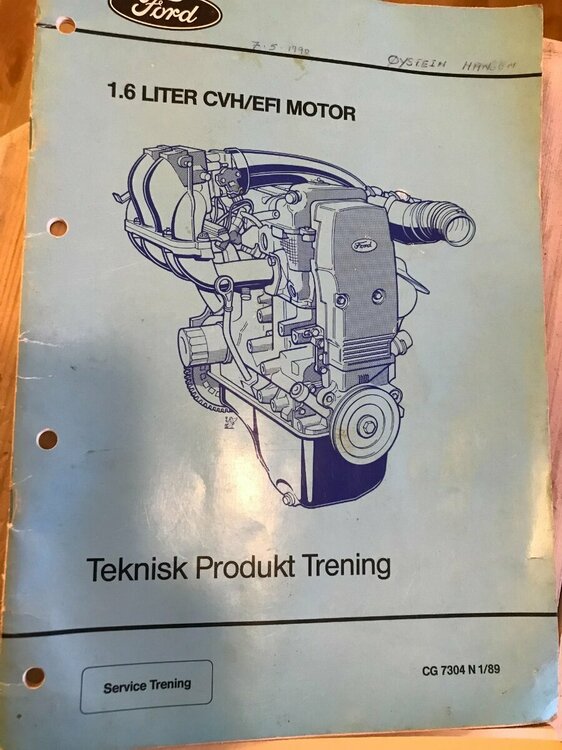 Ford
7.5.1990
ØYSTEIN HANSEN
1.6 LITER CVH/EFI MOTOR
Ford
Teknisk Produkt Trening
Service Trening
CG 7304 N 1/89